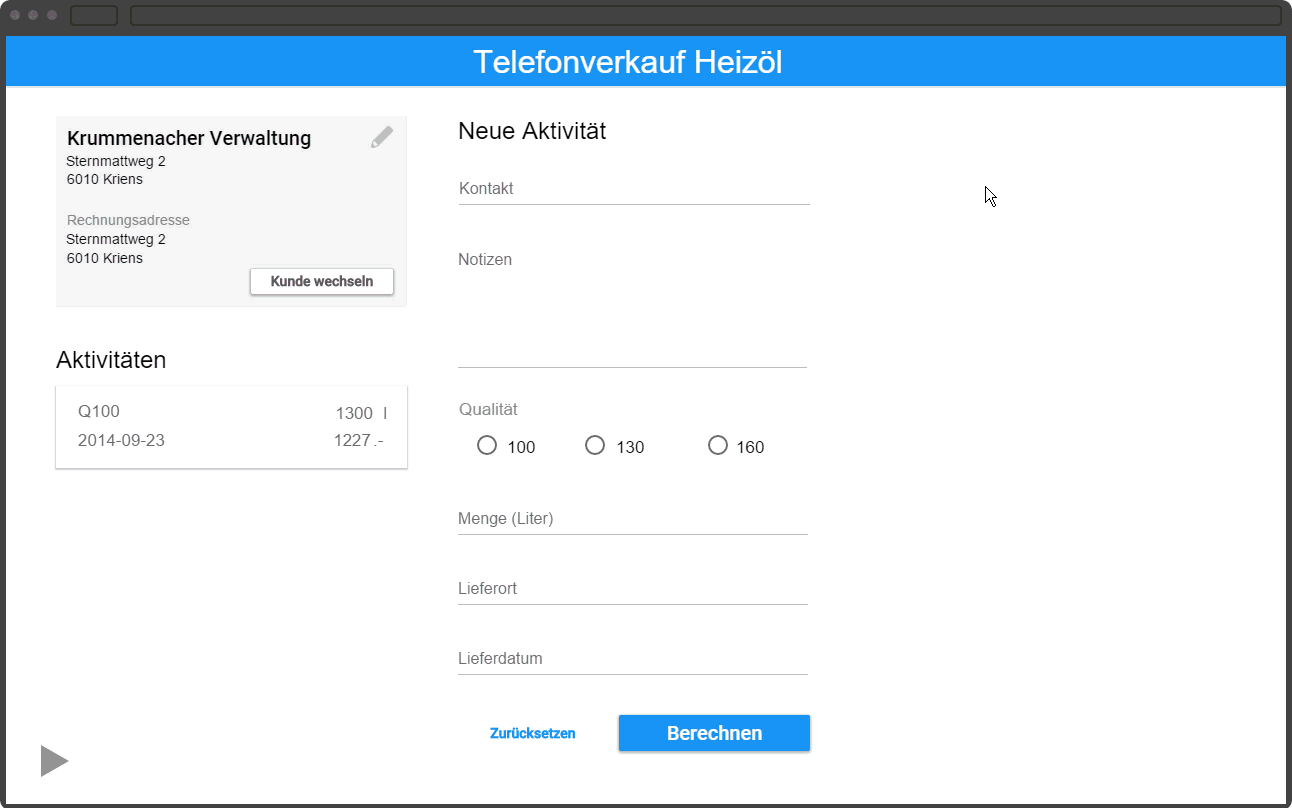 Telefonverkauf Heizöl
Krummenacher Verwaltung
Sternmattweg 2
6010 Kriens
Rechnungsadresse
Sternmattweg 2
6010 Kriens
Kunde wechseln
Aktivitäten
Q100 1300 l
2014-09-23 1227.-
Neue Aktivität
Kontakt
Notizen
Qualität
100 130 160
Menge (Liter)
Lieferort
Lieferdatum
Zurücksetzen Berechnen